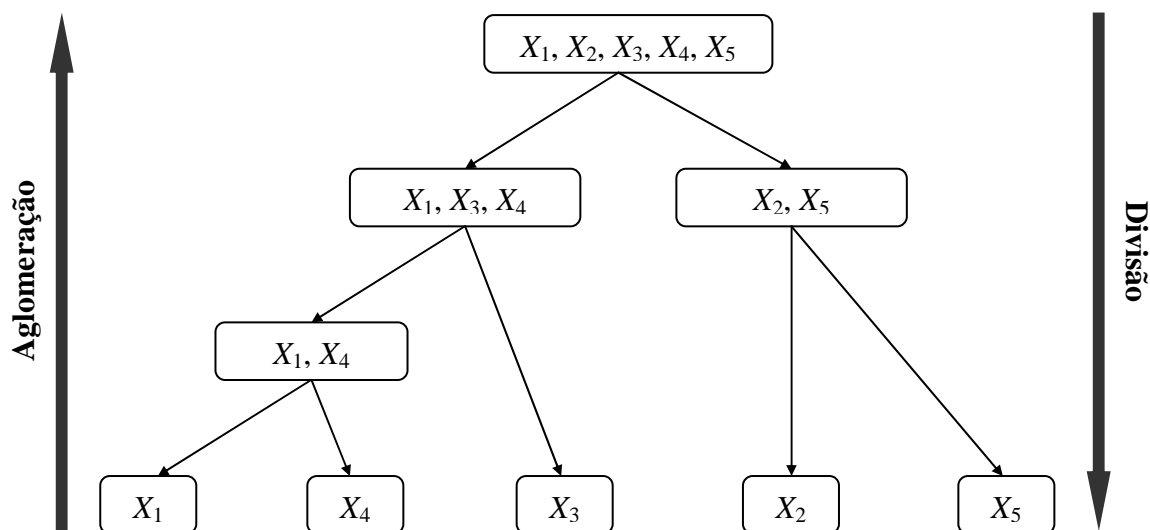 X₁, X₂, X₃, X₄, X₅
X₁, X₃, X₄
X₂, X₅
Aglomeração
Divisão
X₁, X₄
X₁
X₄
X₃
X₂
X₅